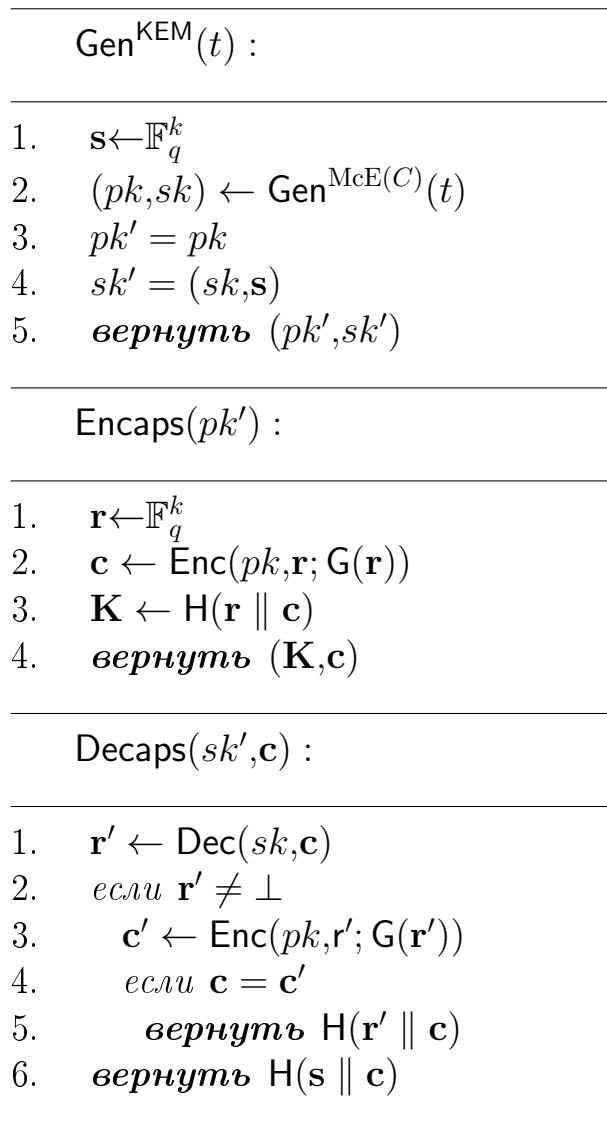 Gen^KEM(t) :
1. s←𝔽_q^k
2. (pk,sk) ← Gen^McE(C)(t)
3. pk′ = pk
4. sk′ = (sk,s)
5. вернуть (pk′,sk′)
Encaps(pk′) :
1. r←𝔽_q^k
2. c ← Enc(pk,r; G(r))
3. K ← H(r ∥ c)
4. вернуть (K,c)
Decaps(sk′,c) :
1. r′ ← Dec(sk,c)
2. если r′ ≠ ⊥
3. c′ ← Enc(pk,r′; G(r′))
4. если c = c′
5. вернуть H(r′ ∥ c)
6. вернуть H(s ∥ c)